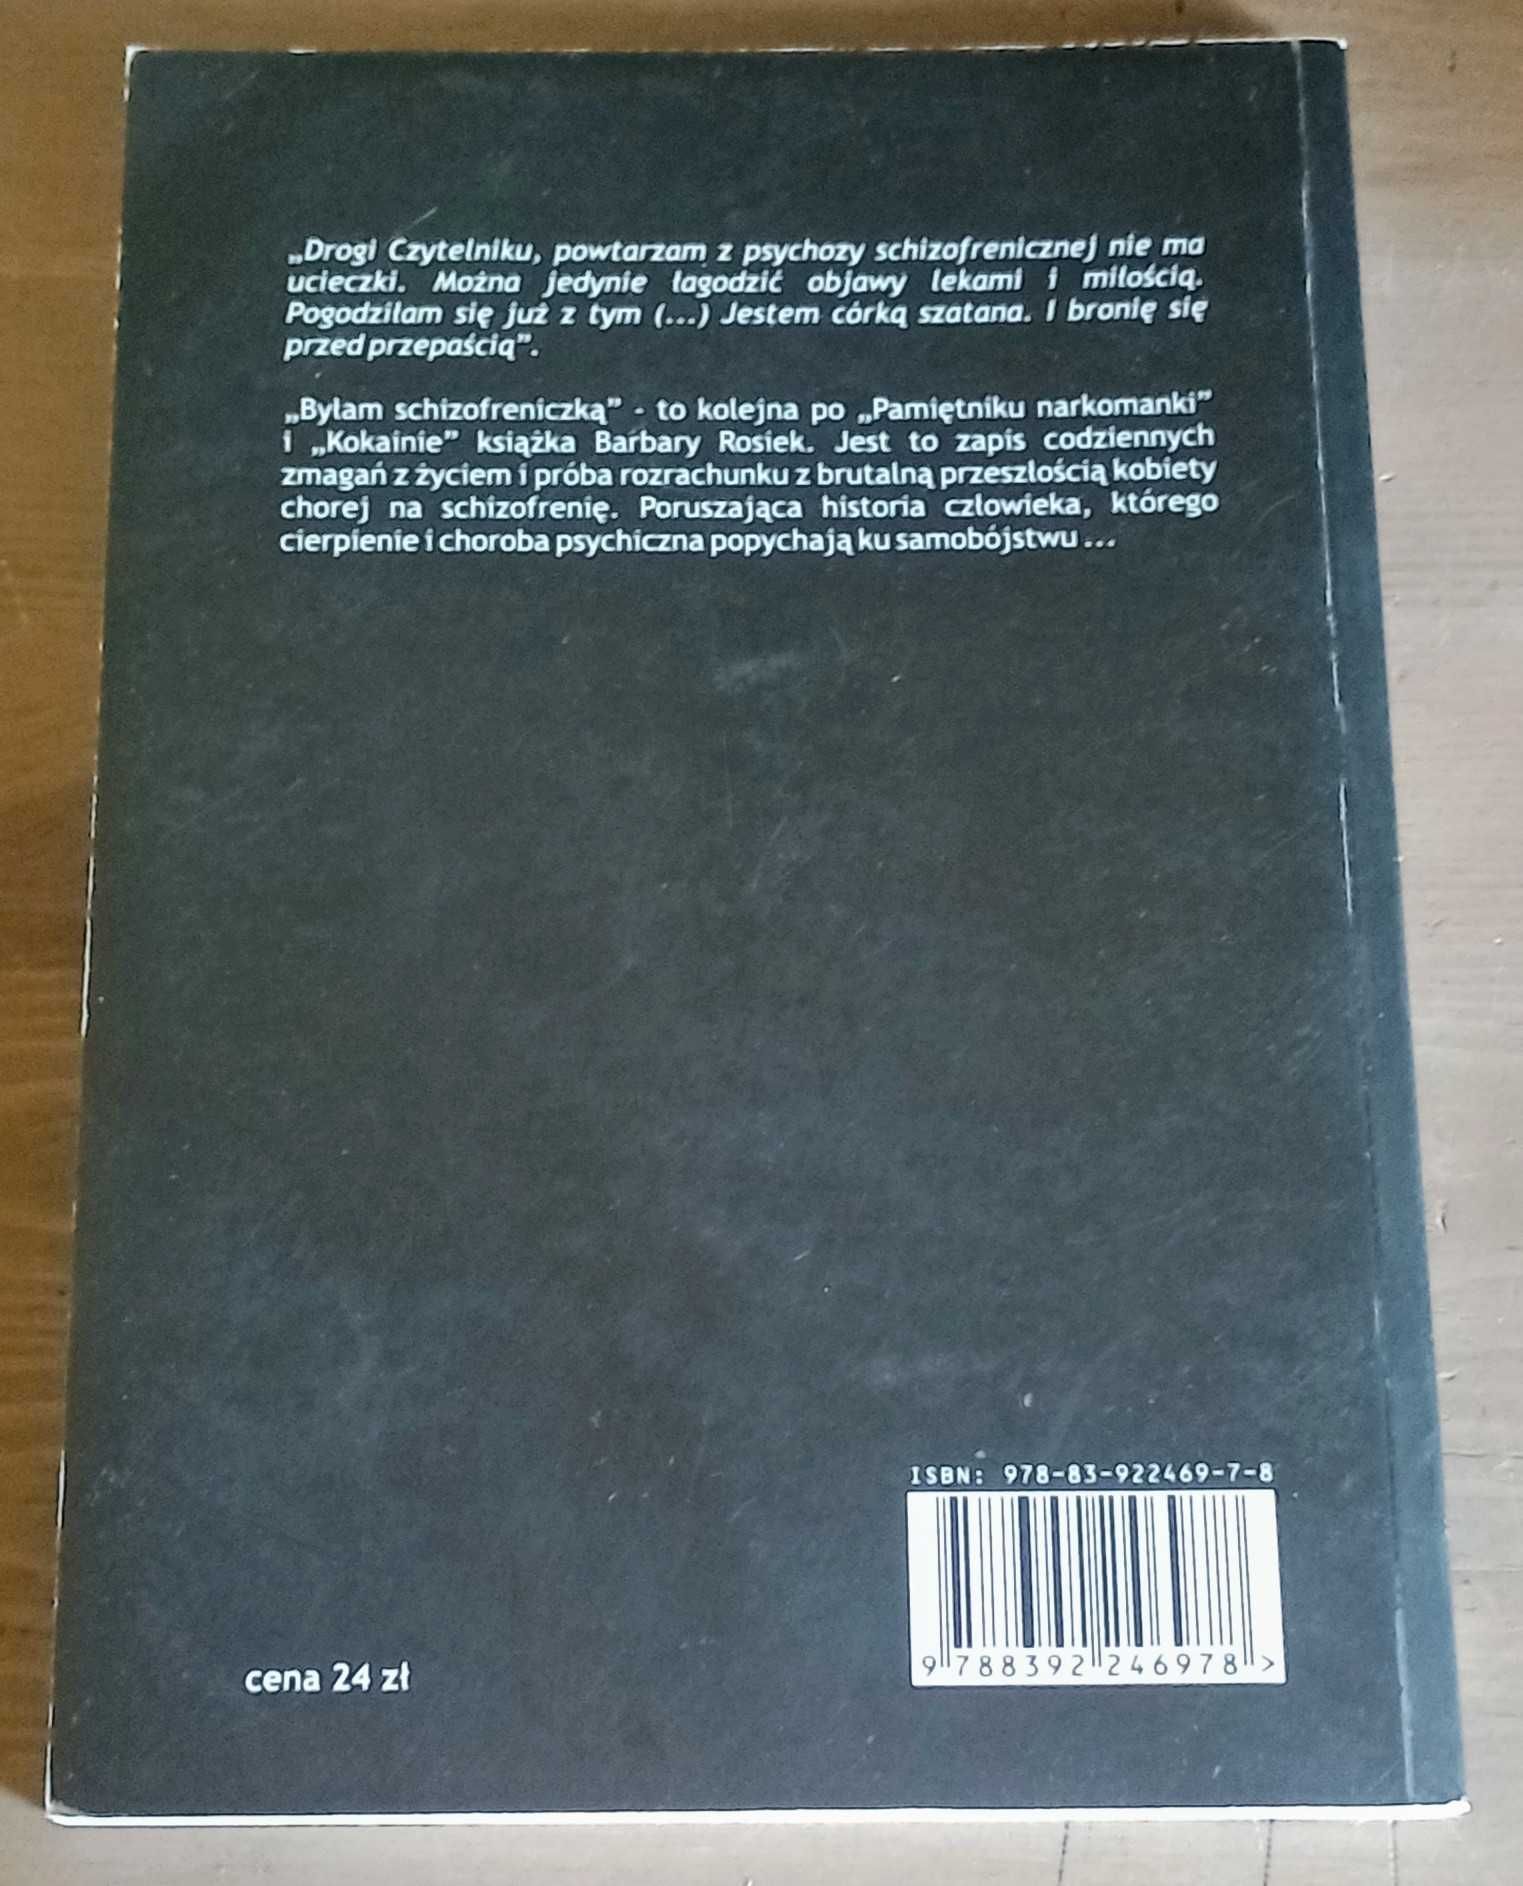 „Drogi Czytelniku, powtarzam z psychozy schizofrenicznej nie ma
ucieczki. Można jedynie łagodzić objawy lekami i miłością.
Pogodziłam się już z tym (...) Jestem córką szatana. I bronię się
przed przepaścią”.
„Byłam schizofreniczką” - to kolejna po „Pamiętniku narkomanki”
i „Kokainie” książka Barbary Rosiek. Jest to zapis codziennych
zmagań z życiem i próba rozrachunku z brutalną przeszłością kobiety
chorej na schizofrenię. Poruszająca historia człowieka, którego
cierpienie i choroba psychiczna popychają ku samobójstwu ...
ISBN: 978-83-922469-7-8
9 788392 246978 >
cena 24 zł